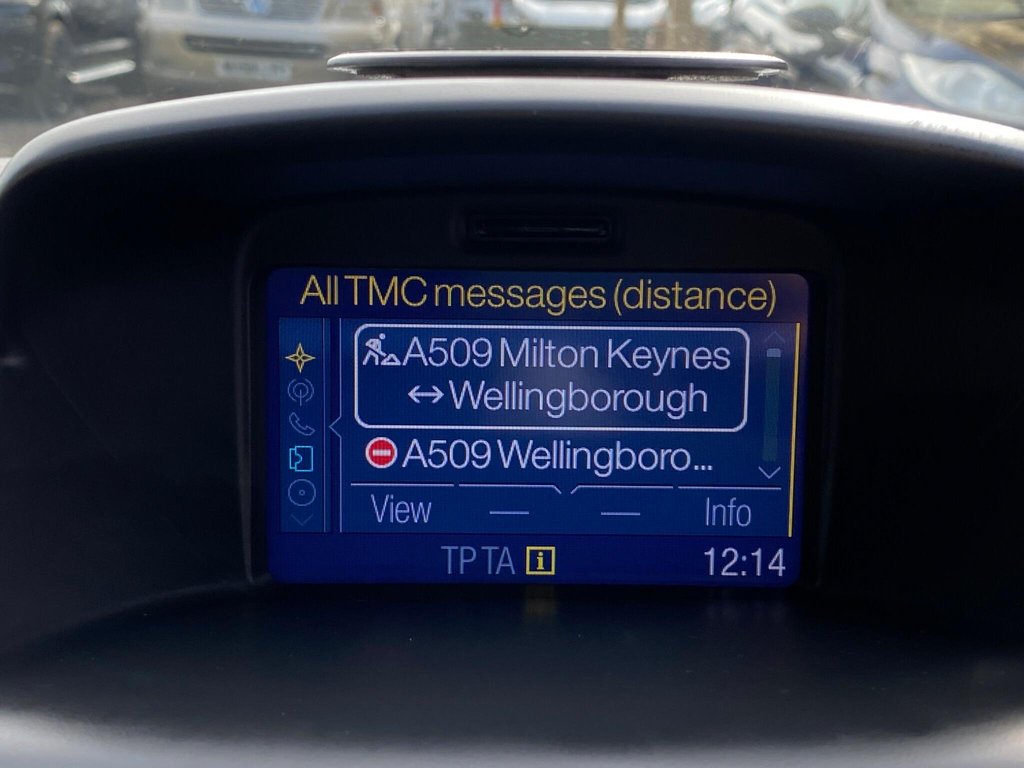 All TMC messages (distance)
A509 Milton Keynes
↔ Wellingborough
A509 Wellingboro...
View — — Info
TP TA i 12:14